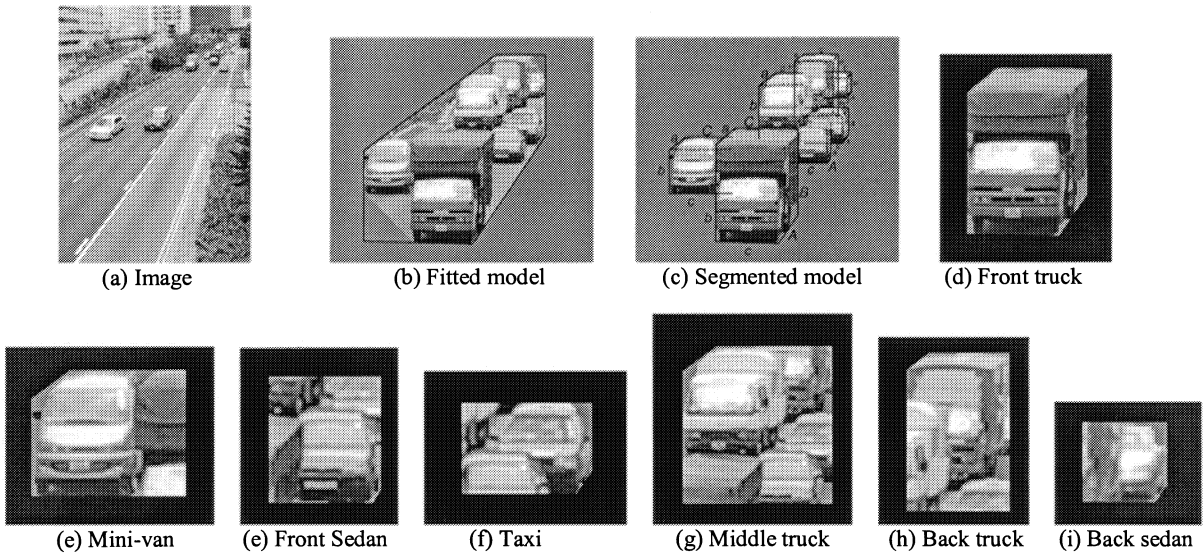 (a) Image
(b) Fitted model
(c) Segmented model
(d) Front truck
(e) Mini-van
(e) Front Sedan
(f) Taxi
(g) Middle truck
(h) Back truck
(i) Back sedan